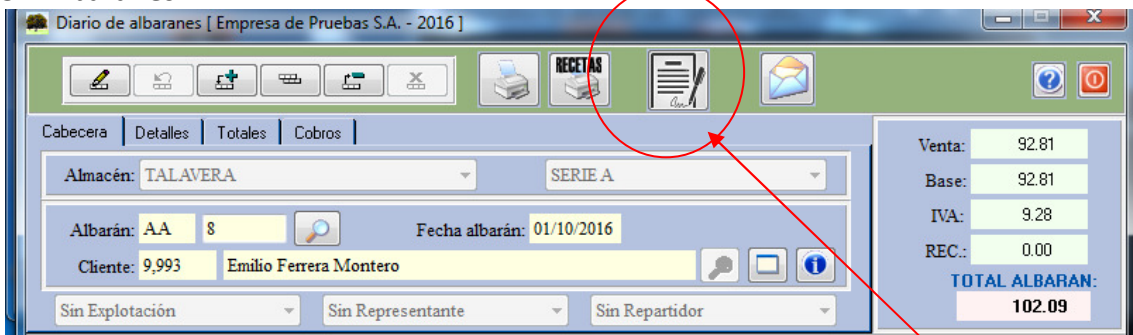 Diario de albaranes [ Empresa de Pruebas S.A. - 2016 ]
RECETAS
Cabecera Detalles Totales Cobros
Almacén: TALAVERA SERIE A
Albarán: AA 8 Fecha albarán: 01/10/2016
Cliente: 9,993 Emilio Ferrera Montero
Sin Explotación Sin Representante Sin Repartidor
Venta: 92.81
Base: 92.81
IVA: 9.28
REC.: 0.00
TOTAL ALBARAN:
102.09